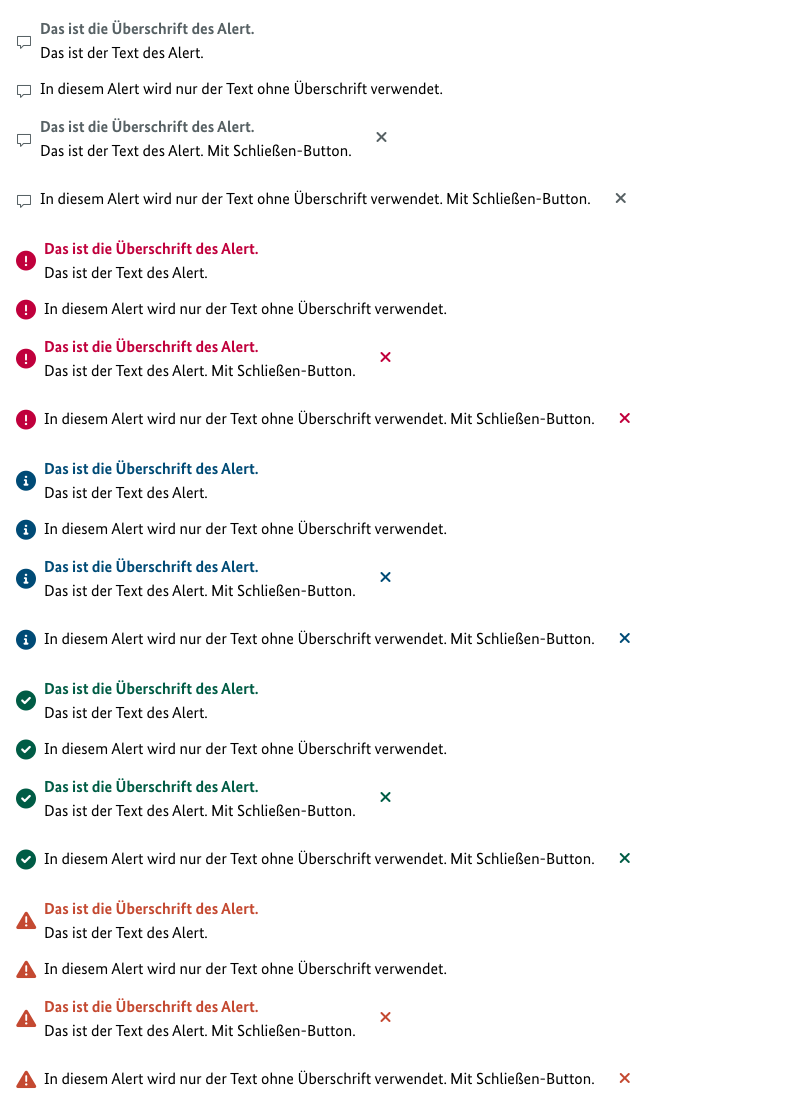 Das ist die Überschrift des Alert.
Das ist der Text des Alert.
In diesem Alert wird nur der Text ohne Überschrift verwendet.
Das ist die Überschrift des Alert.
Das ist der Text des Alert. Mit Schließen-Button.
In diesem Alert wird nur der Text ohne Überschrift verwendet. Mit Schließen-Button.
Das ist die Überschrift des Alert.
Das ist der Text des Alert.
In diesem Alert wird nur der Text ohne Überschrift verwendet.
Das ist die Überschrift des Alert.
Das ist der Text des Alert. Mit Schließen-Button.
In diesem Alert wird nur der Text ohne Überschrift verwendet. Mit Schließen-Button.
Das ist die Überschrift des Alert.
Das ist der Text des Alert.
In diesem Alert wird nur der Text ohne Überschrift verwendet.
Das ist die Überschrift des Alert.
Das ist der Text des Alert. Mit Schließen-Button.
In diesem Alert wird nur der Text ohne Überschrift verwendet. Mit Schließen-Button.
Das ist die Überschrift des Alert.
Das ist der Text des Alert.
In diesem Alert wird nur der Text ohne Überschrift verwendet.
Das ist die Überschrift des Alert.
Das ist der Text des Alert. Mit Schließen-Button.
In diesem Alert wird nur der Text ohne Überschrift verwendet. Mit Schließen-Button.
Das ist die Überschrift des Alert.
Das ist der Text des Alert.
In diesem Alert wird nur der Text ohne Überschrift verwendet.
Das ist die Überschrift des Alert.
Das ist der Text des Alert. Mit Schließen-Button.
In diesem Alert wird nur der Text ohne Überschrift verwendet. Mit Schließen-Button.